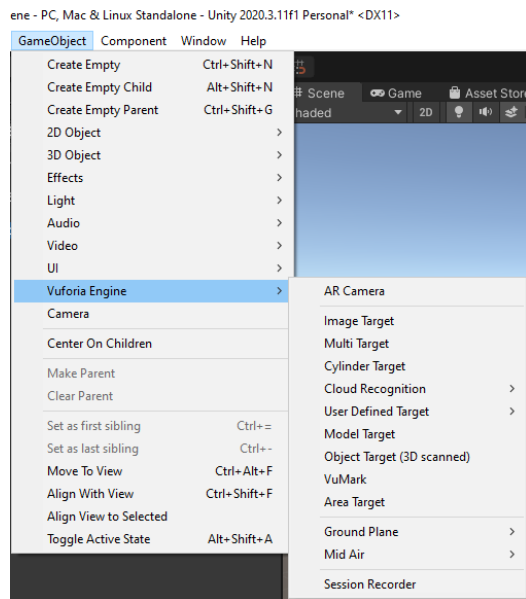 ene - PC, Mac & Linux Standalone - Unity 2020.3.11f1 Personal* <DX11>
GameObject Component Window Help
Create Empty Ctrl+Shift+N
Create Empty Child Alt+Shift+N
Create Empty Parent Ctrl+Shift+G
2D Object
3D Object
Effects
Light
Audio
Video
UI
Vuforia Engine
Camera
Center On Children
Make Parent
Clear Parent
Set as first sibling Ctrl+=
Set as last sibling Ctrl+-
Move To View Ctrl+Alt+F
Align With View Ctrl+Shift+F
Align View to Selected
Toggle Active State Alt+Shift+A
# Scene Game Asset Stor
haded 2D
AR Camera
Image Target
Multi Target
Cylinder Target
Cloud Recognition
User Defined Target
Model Target
Object Target (3D scanned)
VuMark
Area Target
Ground Plane
Mid Air
Session Recorder